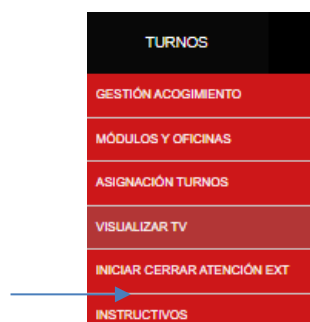 TURNOS
GESTIÓN ACOGIMIENTO
MÓDULOS Y OFICINAS
ASIGNACIÓN TURNOS
VISUALIZAR TV
INICIAR CERRAR ATENCIÓN EXT
INSTRUCTIVOS